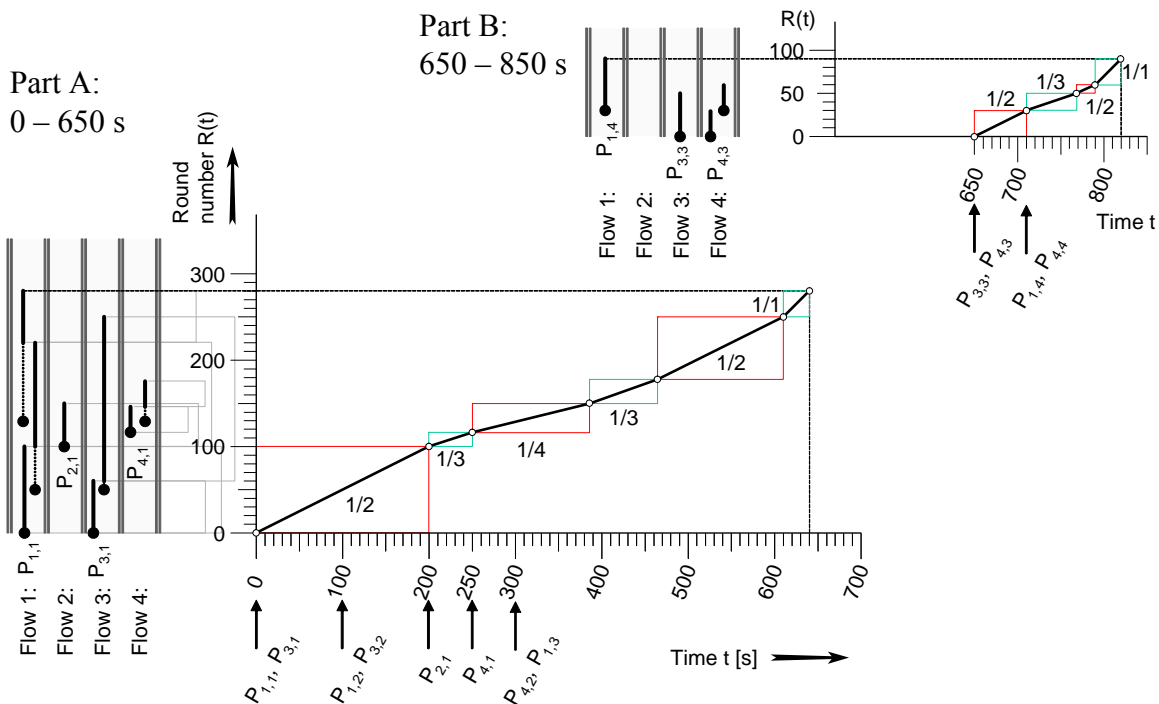 Part A:
0 – 650 s
Part B:
650 – 850 s
R(t)
100
50
0
1/2
1/3
1/2
1/1
650
700
800
Time t
P3,3, P4,3
P1,4, P4,4
P1,4
P3,3
P4,3
Flow 1:
Flow 2:
Flow 3:
Flow 4:
Round
number R(t)
300
200
100
0
1/2
1/3
1/4
1/3
1/2
1/1
0
100
200
250
300
400
500
600
700
Time t [s]
P1,1, P3,1
P1,2, P3,2
P2,1
P4,1
P4,2, P1,3
P2,1
P4,1
Flow 1: P1,1
Flow 2:
Flow 3: P3,1
Flow 4: